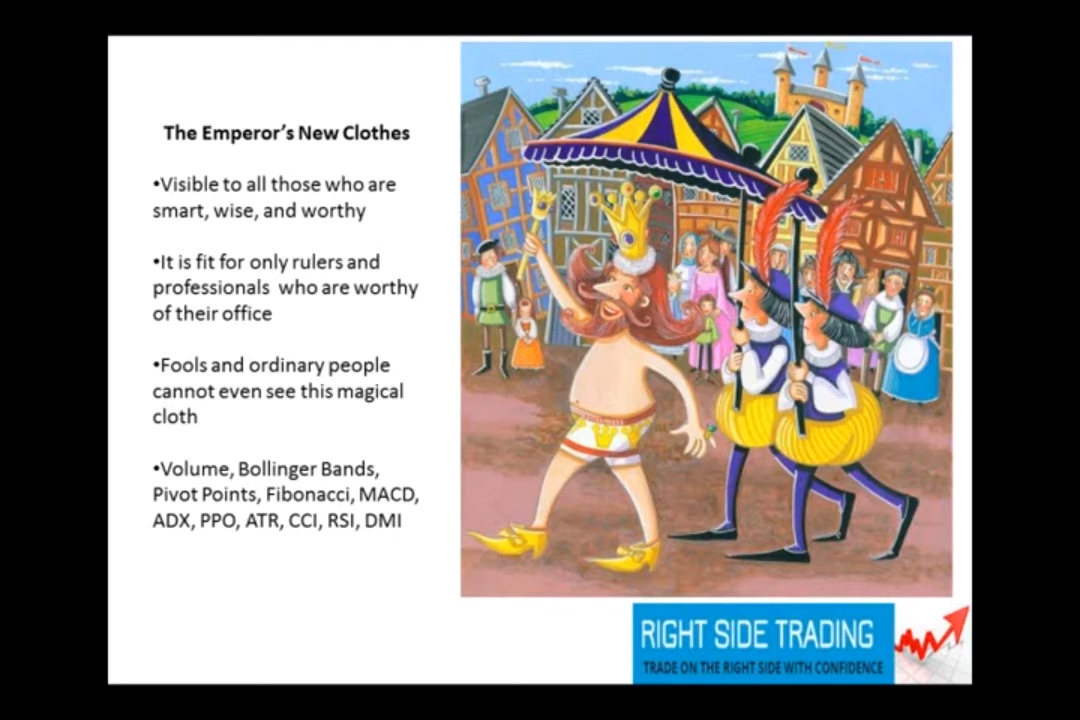 The Emperor's New Clothes
•Visible to all those who are
smart, wise, and worthy
•It is fit for only rulers and
professionals  who are worthy
of their office
•Fools and ordinary people
cannot even see this magical
cloth
•Volume, Bollinger Bands,
Pivot Points, Fibonacci, MACD,
ADX, PPO, ATR, CCI, RSI, DMI
RIGHT SIDE TRADING
TRADE ON THE RIGHT SIDE WITH CONFIDENCE